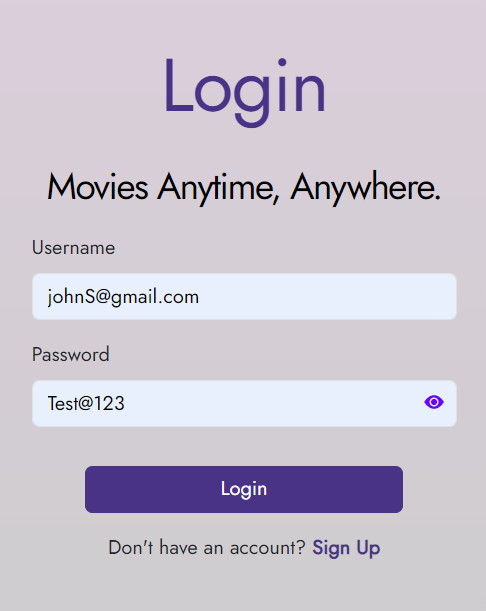 Login
Movies Anytime, Anywhere.
Username
johnS@gmail.com
Password
Test@123
Login
Don't have an account? Sign Up